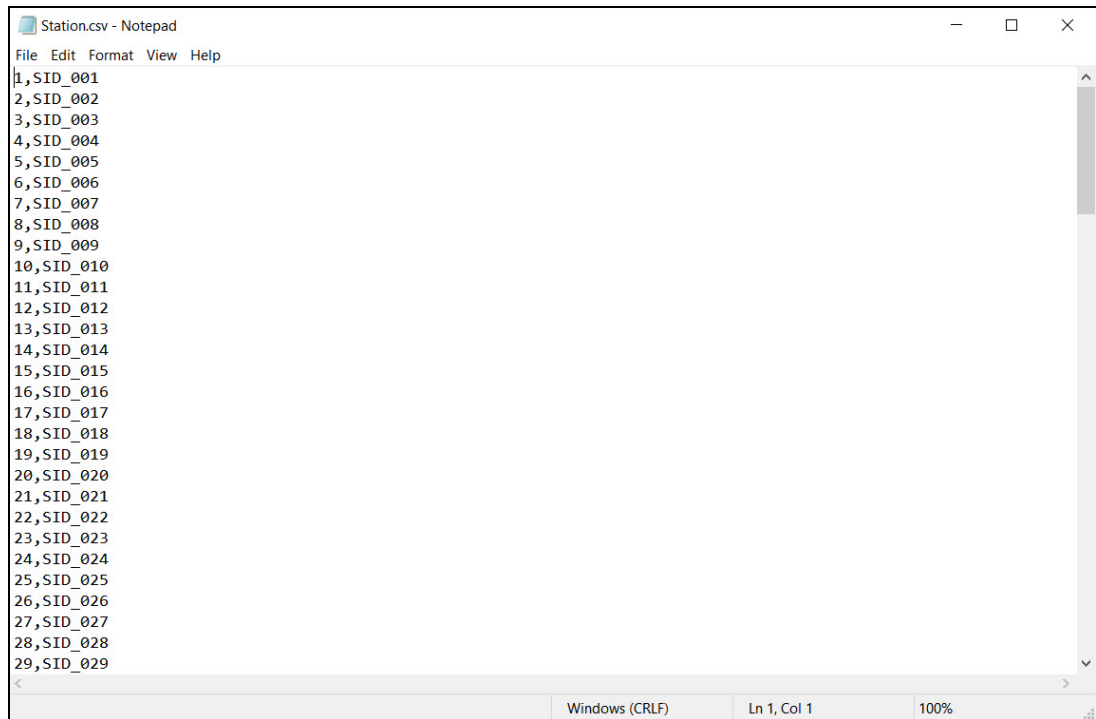 Station.csv - Notepad
File Edit Format View Help
1,SID_001
2,SID_002
3,SID_003
4,SID_004
5,SID_005
6,SID_006
7,SID_007
8,SID_008
9,SID_009
10,SID_010
11,SID_011
12,SID_012
13,SID_013
14,SID_014
15,SID_015
16,SID_016
17,SID_017
18,SID_018
19,SID_019
20,SID_020
21,SID_021
22,SID_022
23,SID_023
24,SID_024
25,SID_025
26,SID_026
27,SID_027
28,SID_028
29,SID_029
Windows (CRLF) Ln 1, Col 1 100%